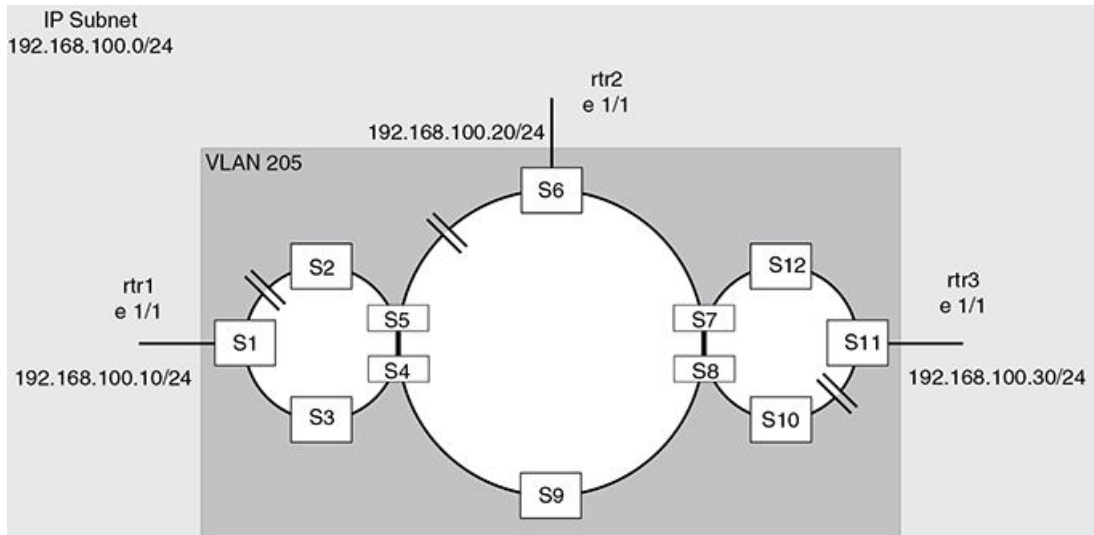 IP Subnet
192.168.100.0/24
rtr2
e 1/1
192.168.100.20/24
VLAN 205
S6
S2
S12
rtr1
e 1/1
rtr3
e 1/1
S5
S7
S1
S11
S4
S8
192.168.100.10/24
192.168.100.30/24
S3
S10
S9